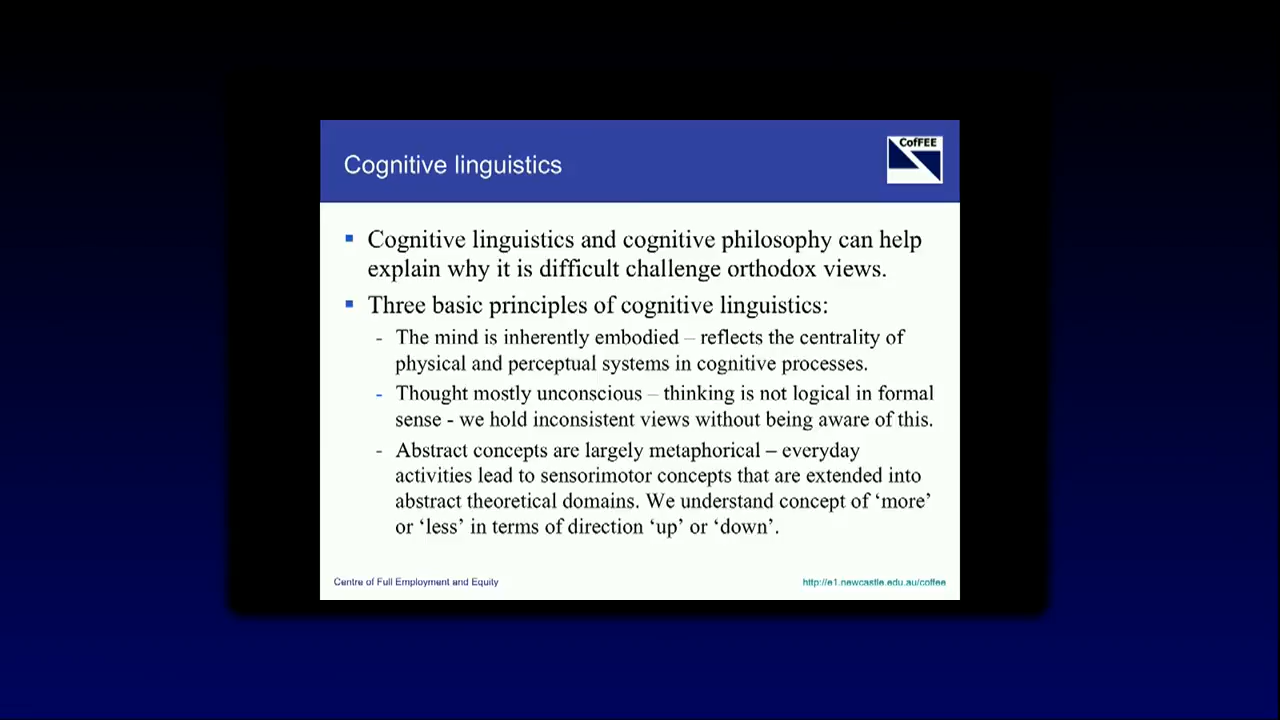 Cognitive linguistics
CofFEE
Cognitive linguistics and cognitive philosophy can help
explain why it is difficult challenge orthodox views.
Three basic principles of cognitive linguistics:
- The mind is inherently embodied – reflects the centrality of
physical and perceptual systems in cognitive processes.
- Thought mostly unconscious – thinking is not logical in formal
sense - we hold inconsistent views without being aware of this.
- Abstract concepts are largely metaphorical – everyday
activities lead to sensorimotor concepts that are extended into
abstract theoretical domains. We understand concept of ‘more’
or ‘less’ in terms of direction ‘up’ or ‘down’.
Centre of Full Employment and Equity
http://e1.newcastle.edu.au/coffee